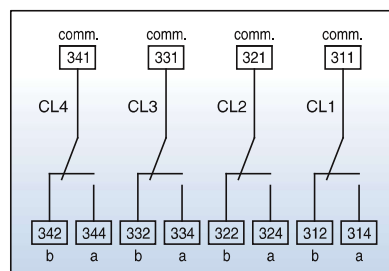 comm. comm. comm. comm.
341 331 321 311
CL4 CL3 CL2 CL1
342 344 332 334 322 324 312 314
b a b a b a b a